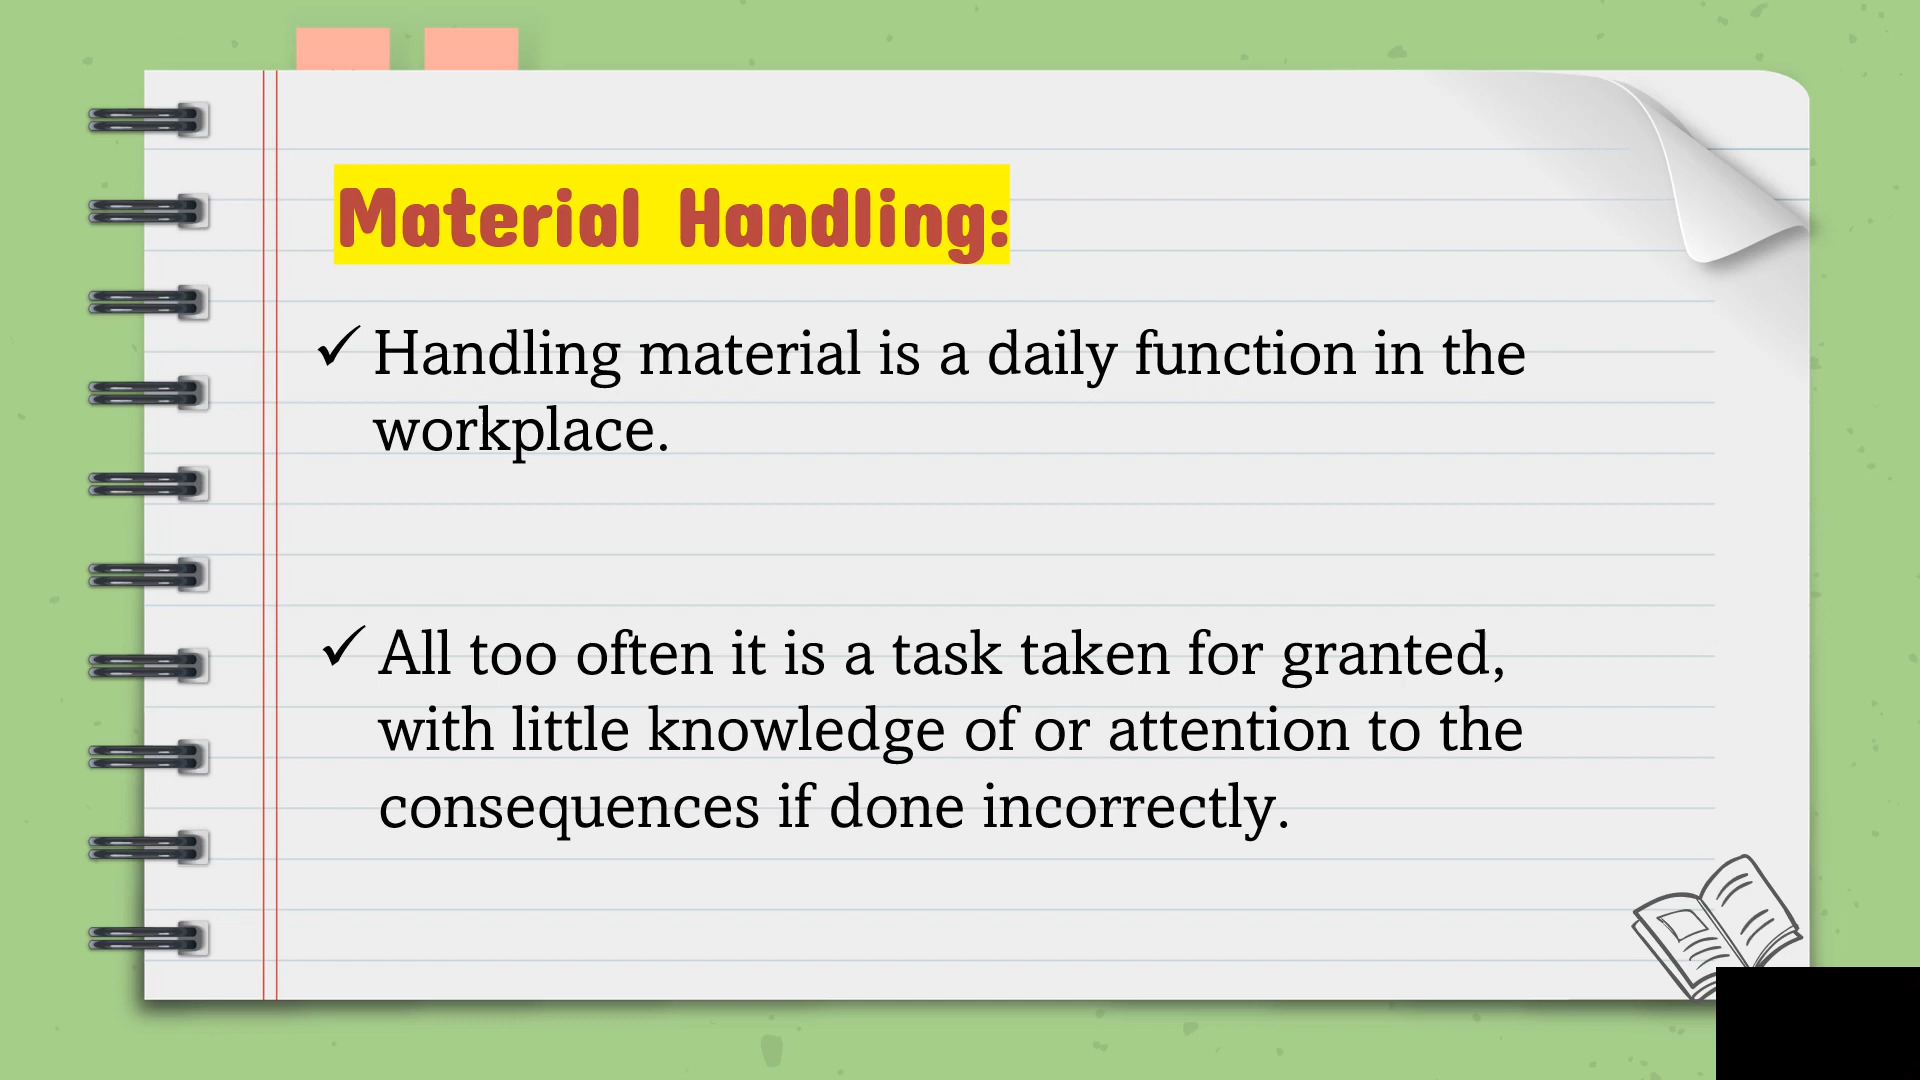 Material Handling:
✓ Handling material is a daily function in the
workplace.
✓ All too often it is a task taken for granted,
with little knowledge of or attention to the
consequences if done incorrectly.